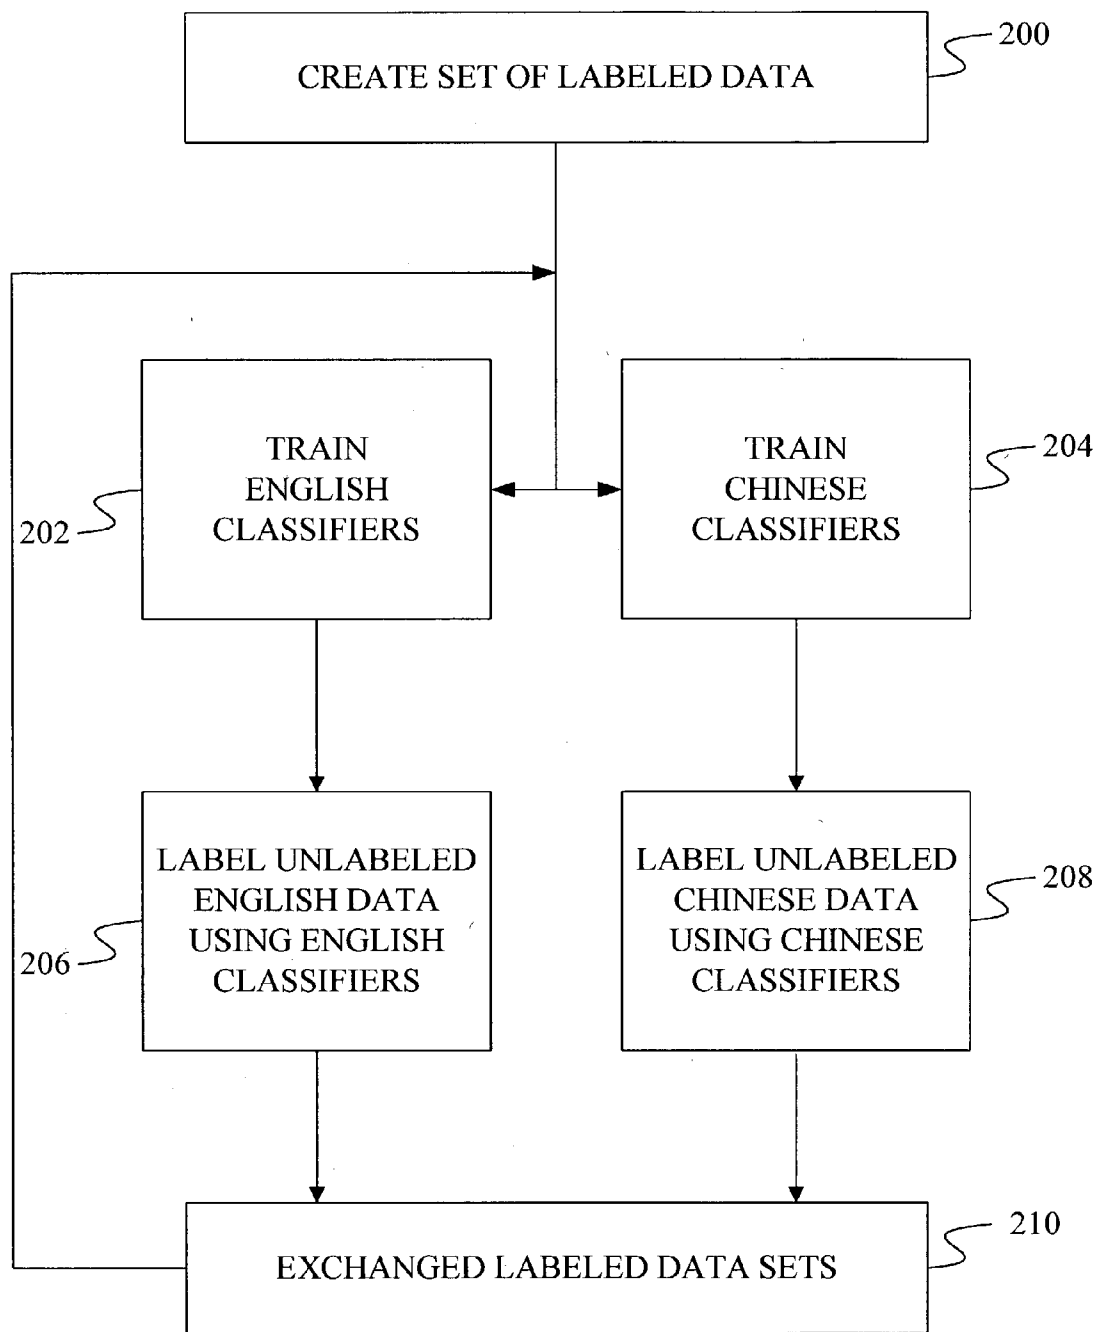 CREATE SET OF LABELED DATA
200
TRAIN
ENGLISH
CLASSIFIERS
202
TRAIN
CHINESE
CLASSIFIERS
204
LABEL UNLABELED
ENGLISH DATA
USING ENGLISH
CLASSIFIERS
206
LABEL UNLABELED
CHINESE DATA
USING CHINESE
CLASSIFIERS
208
EXCHANGED LABELED DATA SETS
210